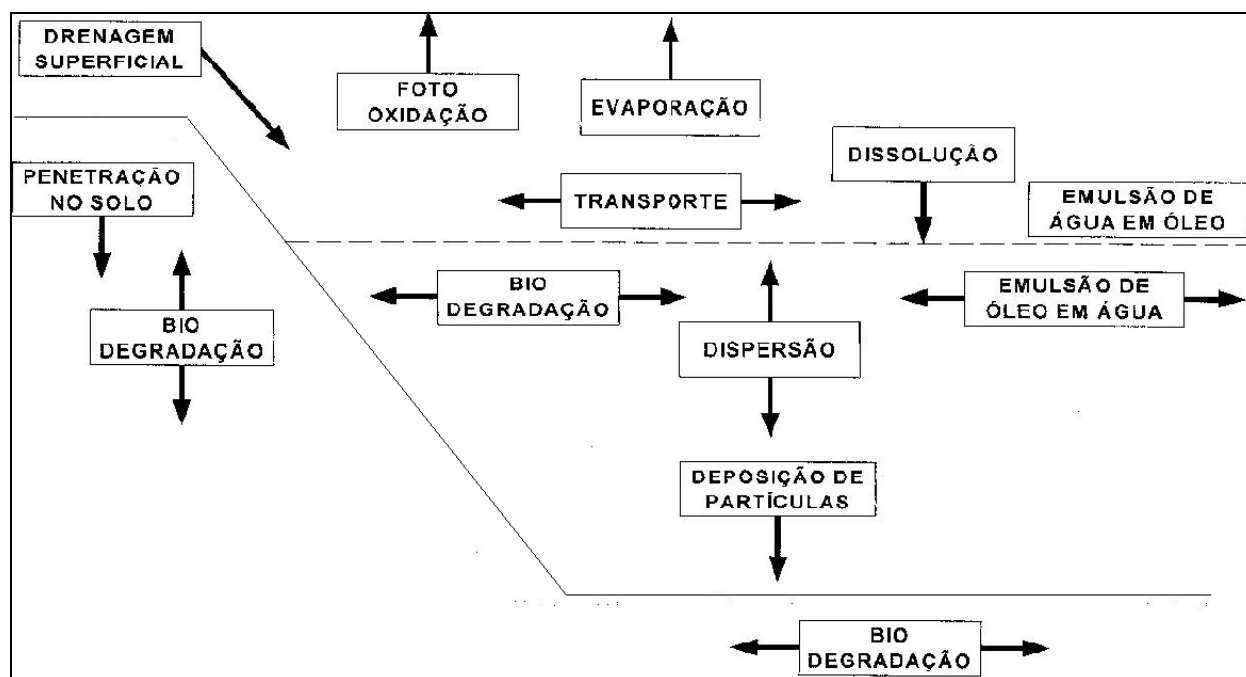 DRENAGEM
SUPERFICIAL
FOTO
OXIDAÇÃO
EVAPORAÇÃO
DISSOLUÇÃO
PENETRAÇÃO
NO SOLO
TRANSPORTE
EMULSÃO DE
ÁGUA EM ÓLEO
BIO
DEGRADAÇÃO
BIO
DEGRADAÇÃO
DISPERSÃO
EMULSÃO DE
ÓLEO EM ÁGUA
DEPOSIÇÃO DE
PARTÍCULAS
BIO
DEGRADAÇÃO